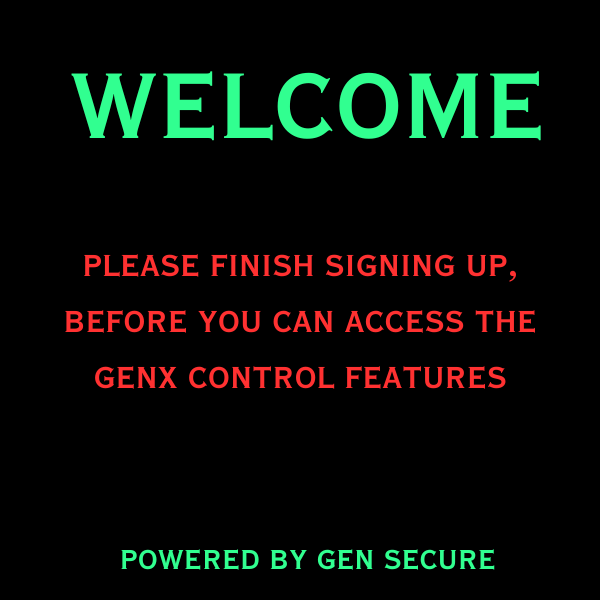 WELCOME
PLEASE FINISH SIGNING UP,
BEFORE YOU CAN ACCESS THE
GENX CONTROL FEATURES
POWERED BY GEN SECURE